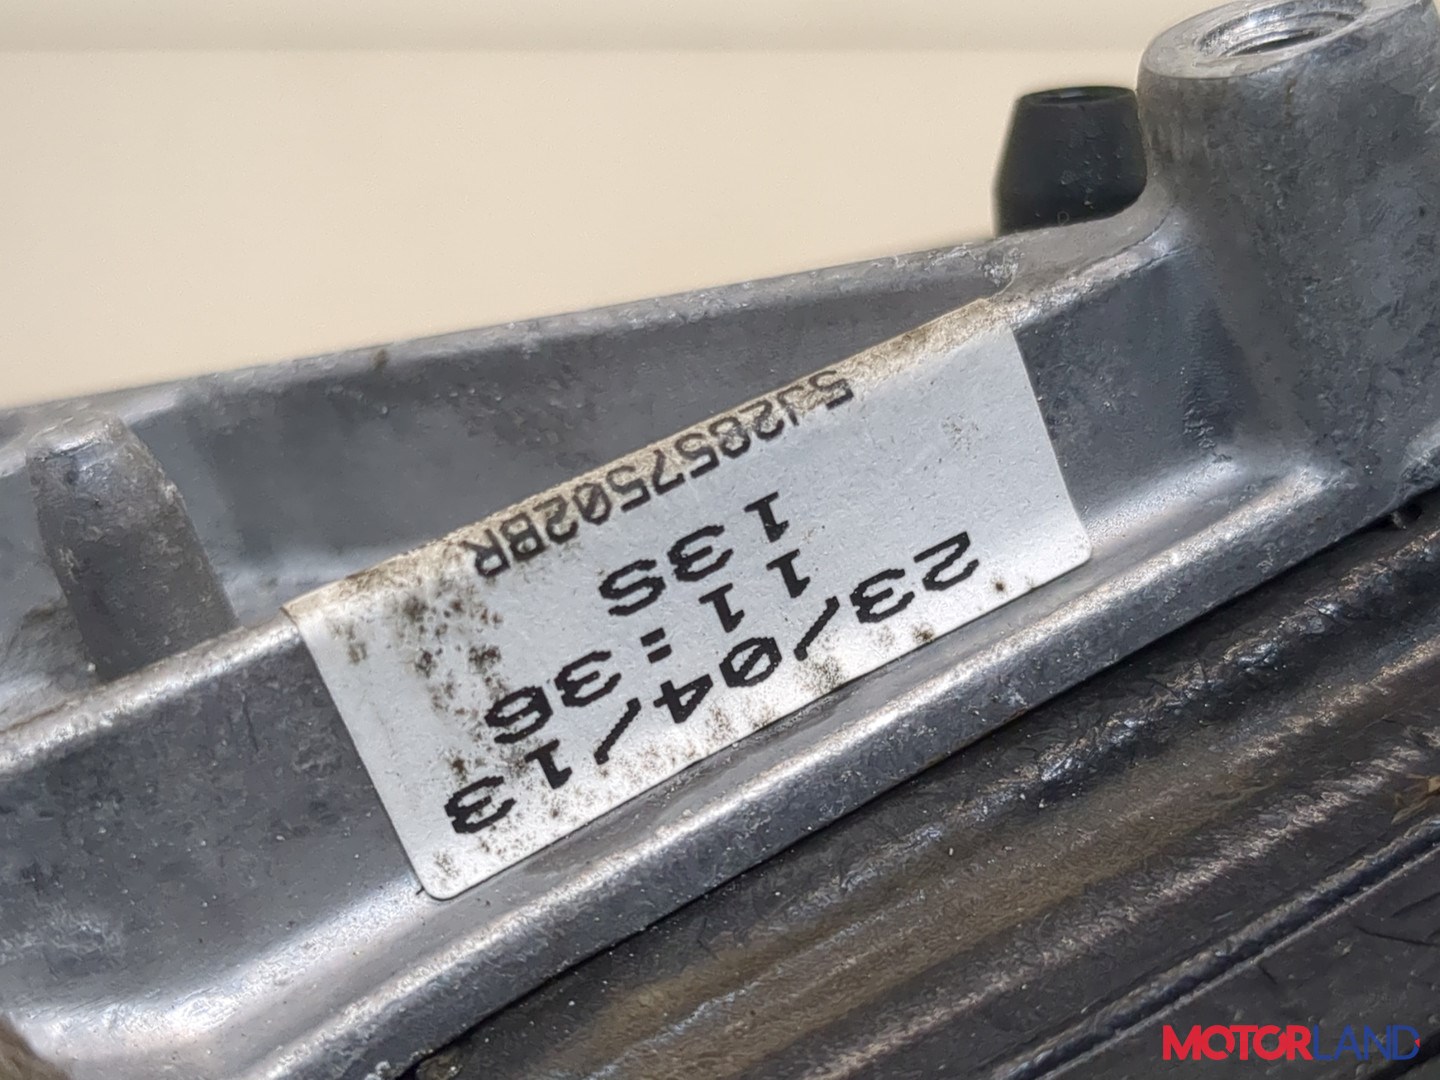 23/04/13
11:36
13S
5J2857502BR
MOTORLAND